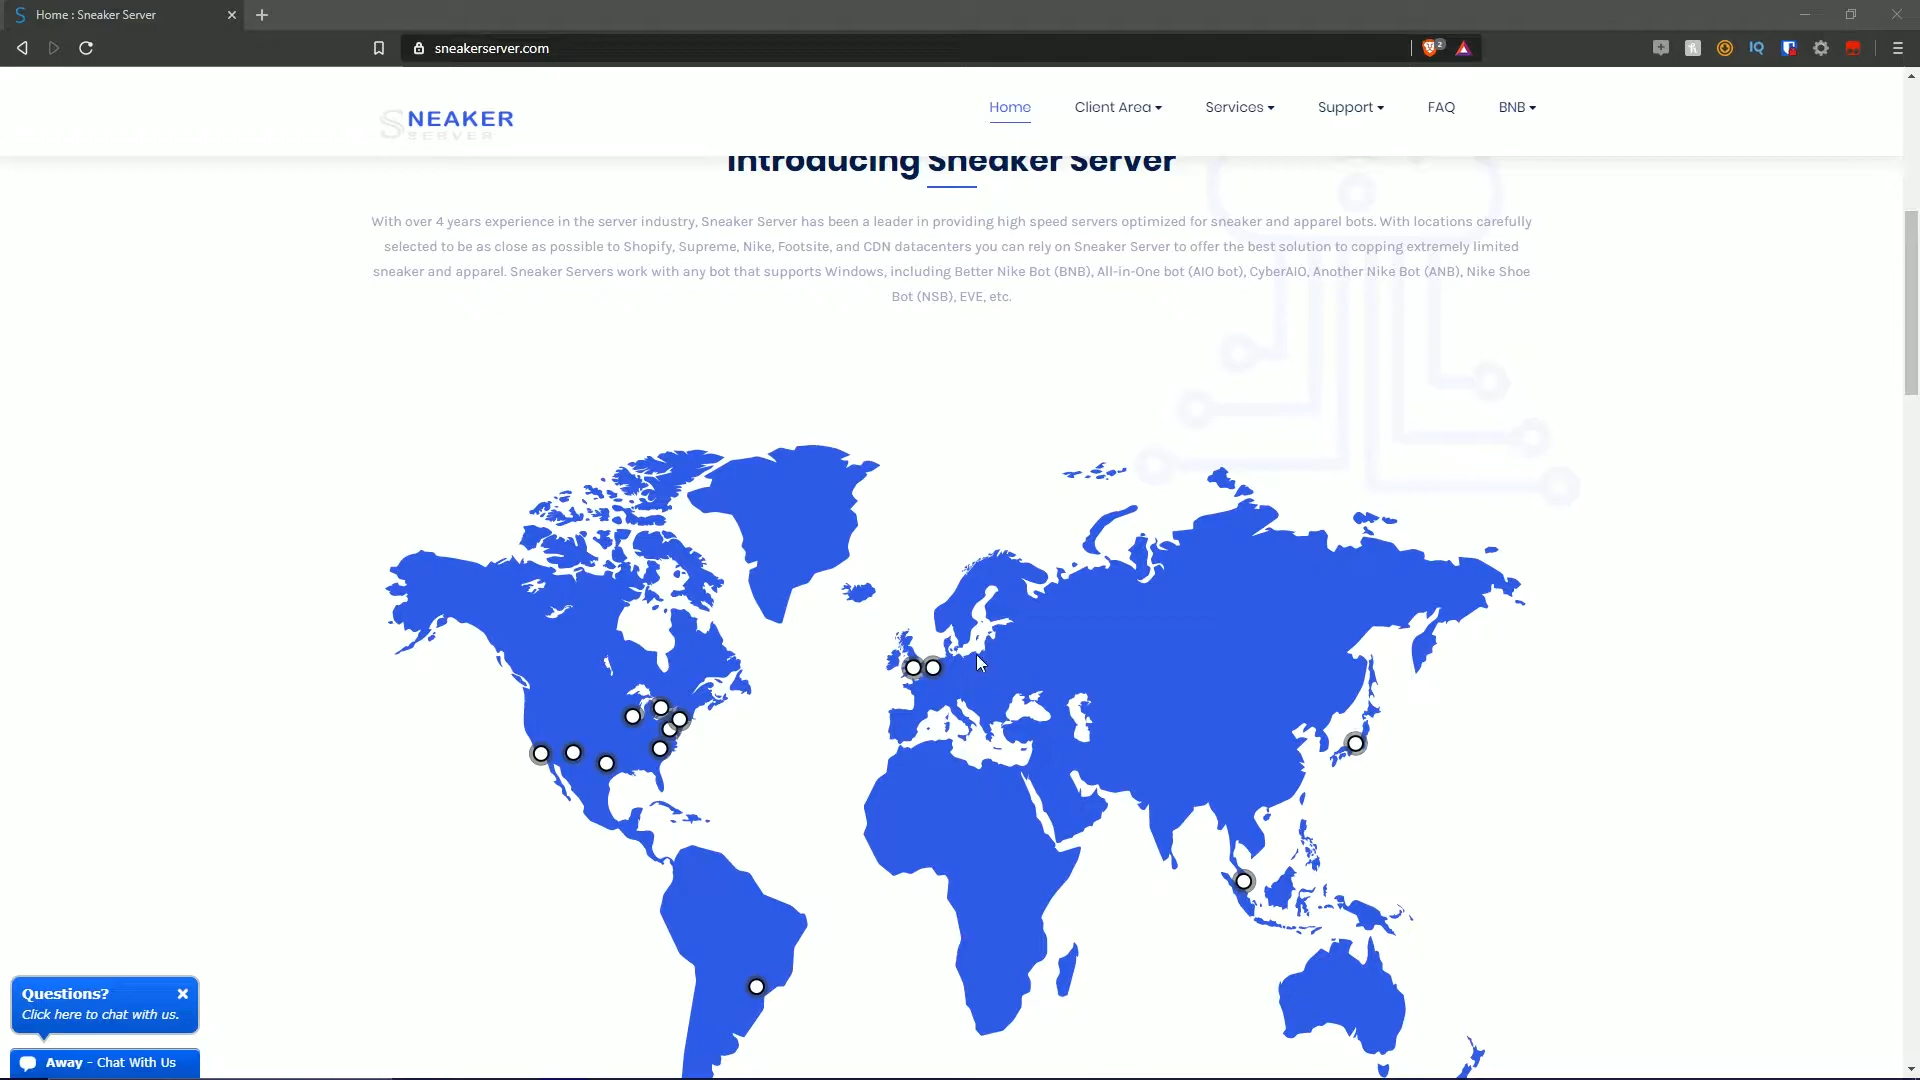 Home : Sneaker Server
sneakerserver.com
2
IQ
SNEAKER
SERVER
Home
Client Area
Services
Support
FAQ
BNB
Introducing Sneaker Server
With over 4 years experience in the server industry, Sneaker Server has been a leader in providing high speed servers optimized for sneaker and apparel bots. With locations carefully
selected to be as close as possible to Shopify, Supreme, Nike, Footsite, and CDN datacenters you can rely on Sneaker Server to offer the best solution to copping extremely limited
sneaker and apparel. Sneaker Servers work with any bot that supports Windows, including Better Nike Bot (BNB), All-in-One bot (AIO bot), CyberAIO, Another Nike Bot (ANB), Nike Shoe
Bot (NSB), EVE, etc.
Questions?
Click here to chat with us.
Away - Chat With Us